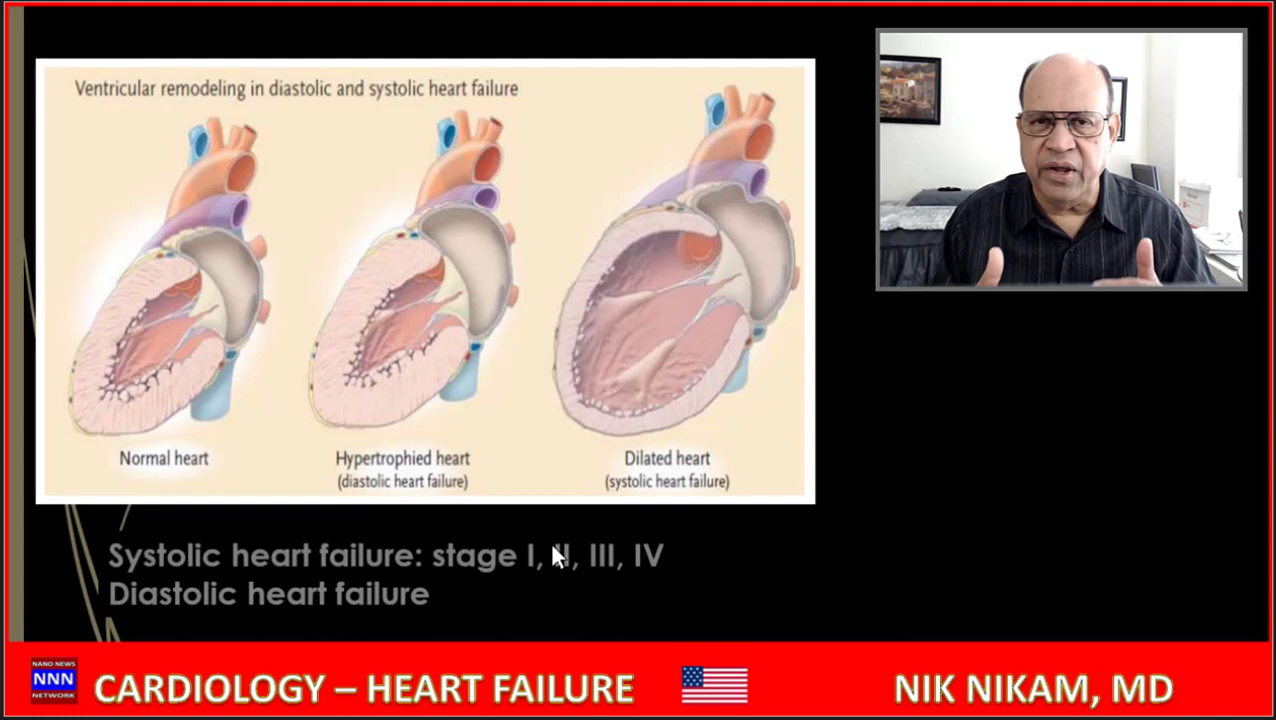 Ventricular remodeling in diastolic and systolic heart failure
Normal heart
Hypertrophied heart
(diastolic heart failure)
Dilated heart
(systolic heart failure)
Systolic heart failure: stage I, II, III, IV
Diastolic heart failure
NANO NEWS
NNN
NETWORK
CARDIOLOGY – HEART FAILURE
NIK NIKAM, MD